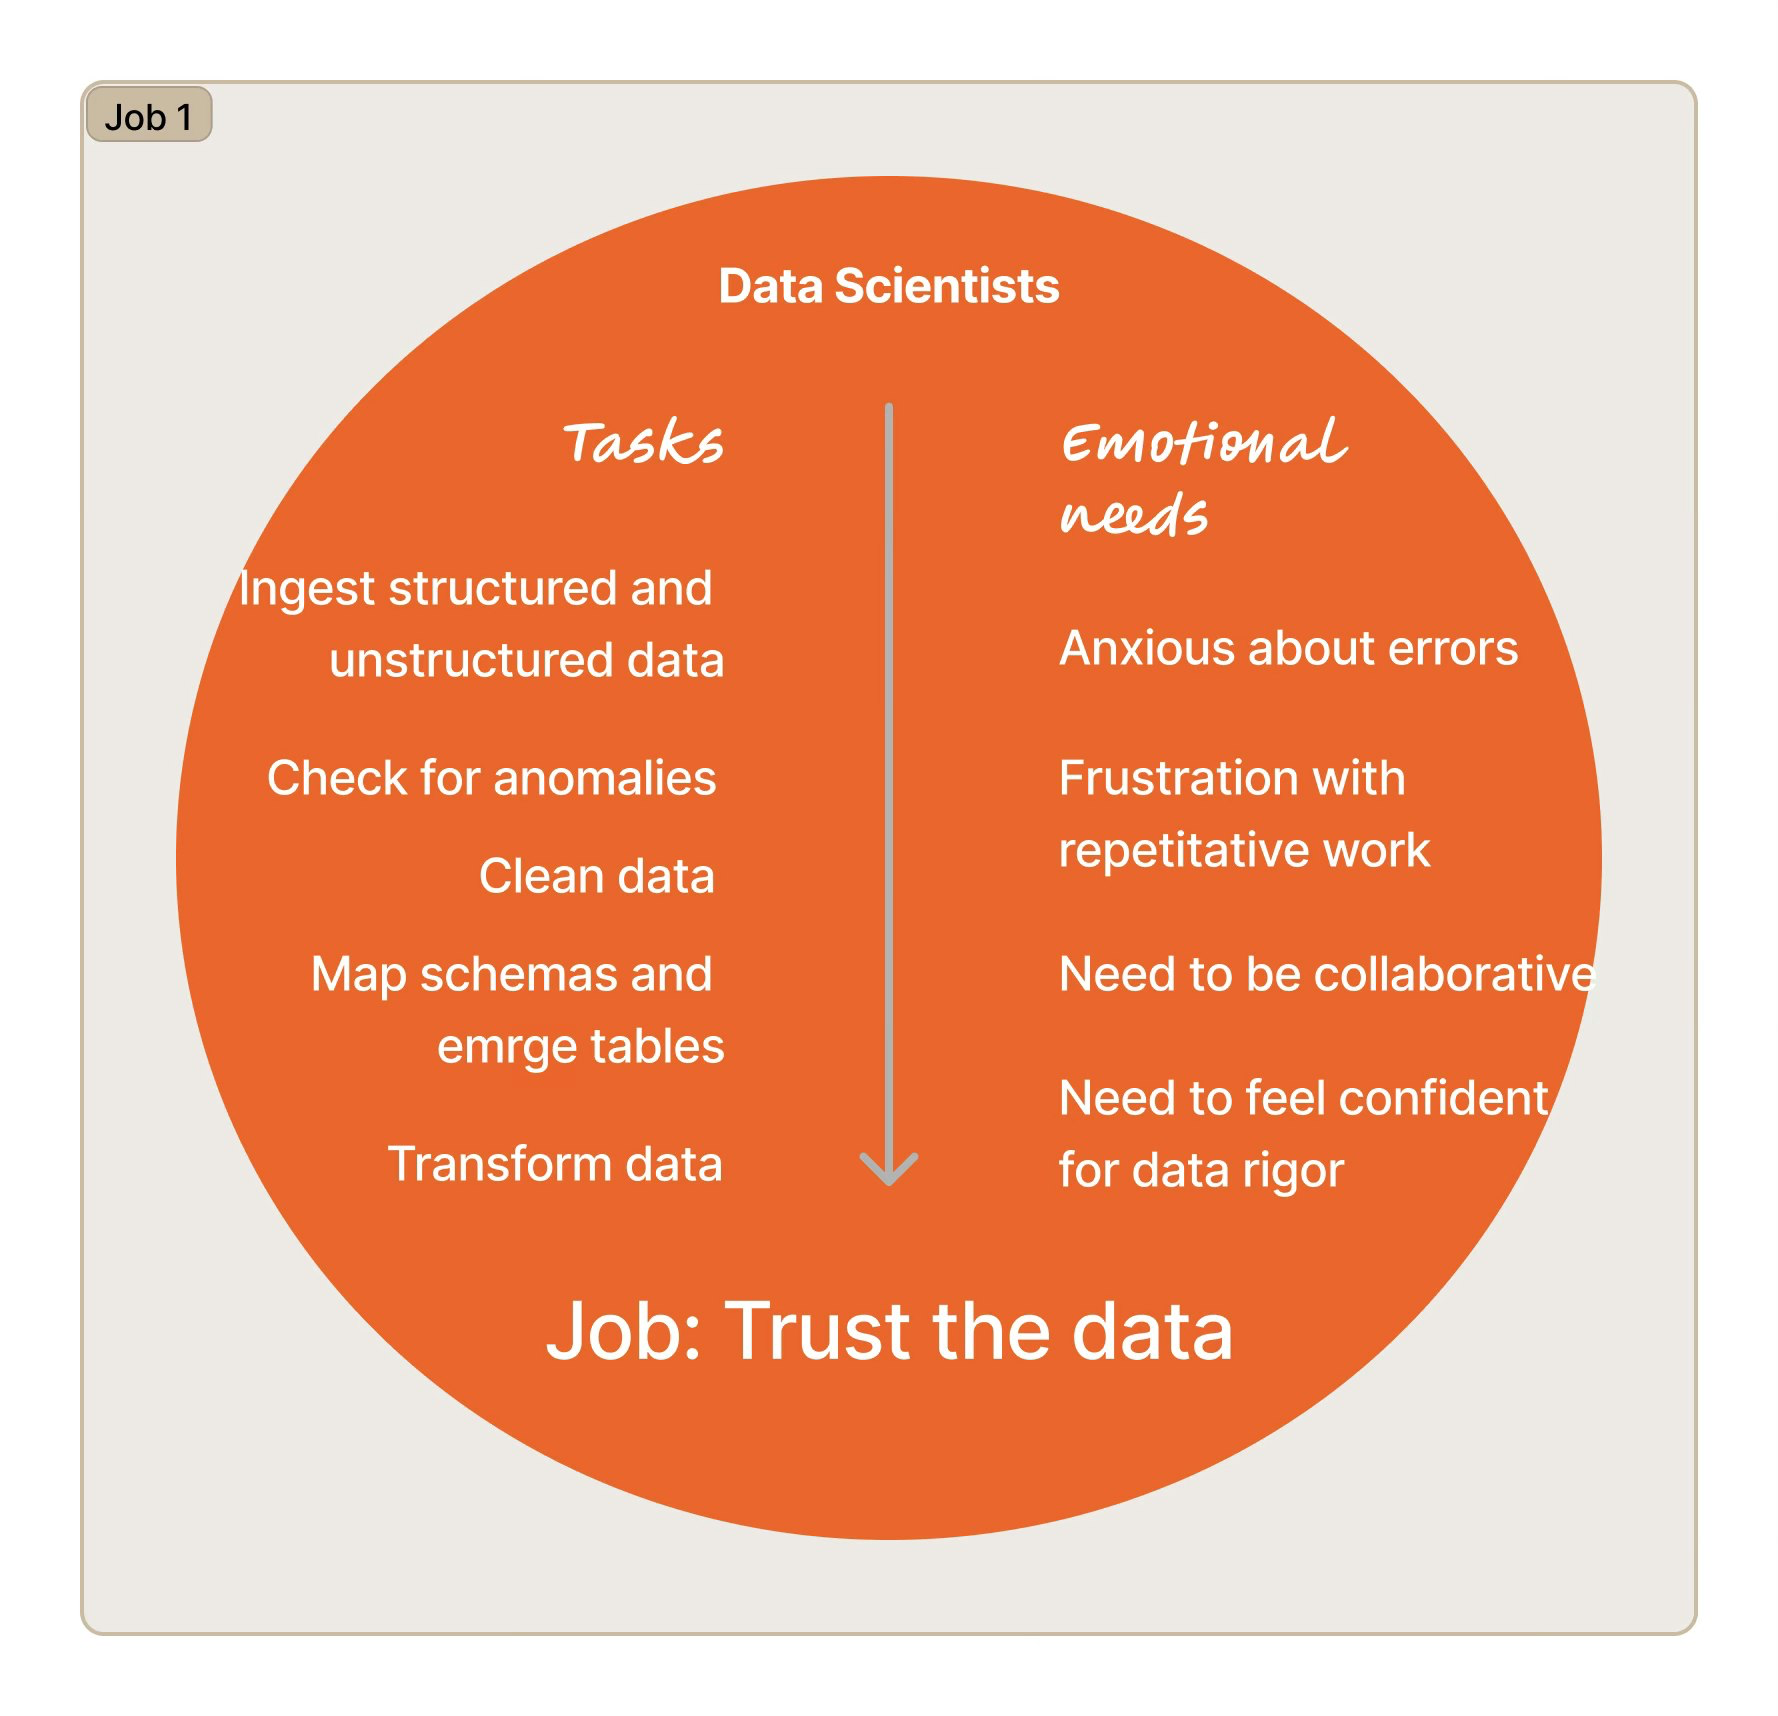 Job 1
Data Scientists
Tasks
Ingest structured and
unstructured data
Check for anomalies
Clean data
Map schemas and
emrge tables
Transform data
Emotional
needs
Anxious about errors
Frustration with
repetitative work
Need to be collaborative
Need to feel confident
for data rigor
Job: Trust the data